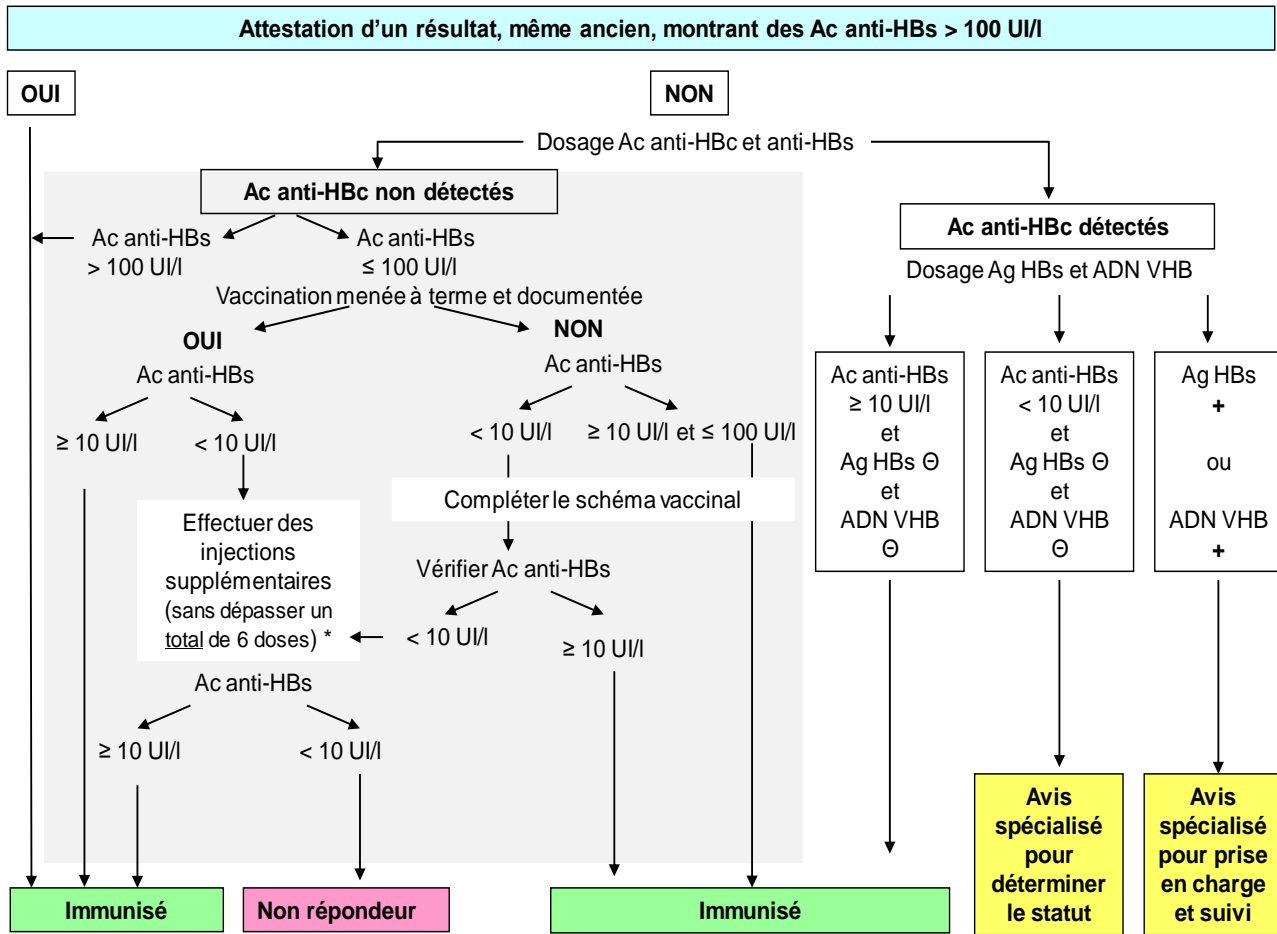 Attestation d'un résultat, même ancien, montrant des Ac anti-HBs > 100 UI/l
OUI
NON
Dosage Ac anti-HBc et anti-HBs
Ac anti-HBc non détectés
Ac anti-HBs
> 100 UI/l
Ac anti-HBs
≤ 100 UI/l
Vaccination menée à terme et documentée
OUI
Ac anti-HBs
≥ 10 UI/l
< 10 UI/l
Effectuer des
injections
supplémentaires
(sans dépasser un
total de 6 doses) *
Ac anti-HBs
≥ 10 UI/l
< 10 UI/l
NON
Ac anti-HBs
< 10 UI/l
≥ 10 UI/l et ≤ 100 UI/l
Compléter le schéma vaccinal
Vérifier Ac anti-HBs
< 10 UI/l
≥ 10 UI/l
Ac anti-HBc détectés
Dosage Ag HBs et ADN VHB
Ac anti-HBs
≥ 10 UI/l
et
Ag HBs Θ
et
ADN VHB
Θ
Ac anti-HBs
< 10 UI/l
et
Ag HBs Θ
et
ADN VHB
Θ
Ag HBs
+
ou
ADN VHB
+
Immunisé
Non répondeur
Immunisé
Avis
spécialisé
pour
déterminer
le statut
Avis
spécialisé
pour prise
en charge
et suivi